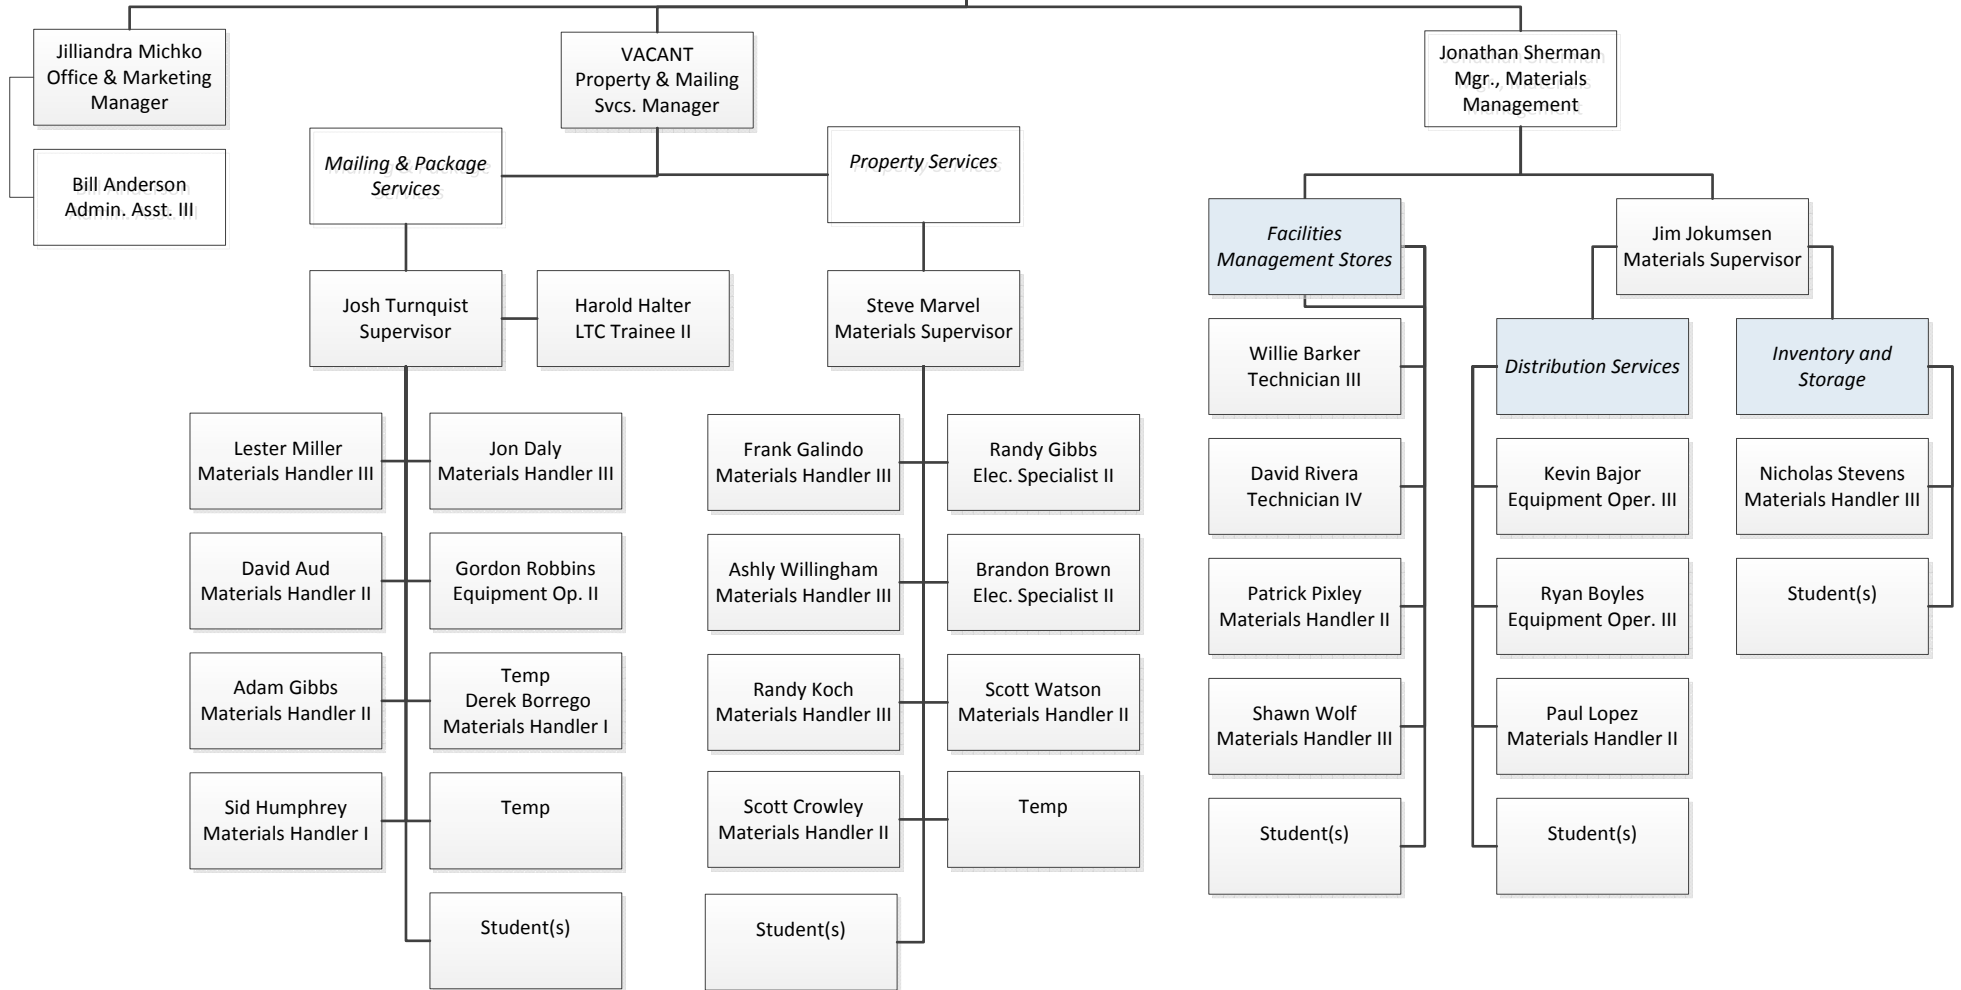 Jilliandra Michko
Office & Marketing
Manager
VACANT
Property & Mailing
Svcs. Manager
Jonathan Sherman
Mgr., Materials
Management
Bill Anderson
Admin. Asst. III
Mailing & Package
Services
Property Services
Facilities
Management Stores
Jim Jokumsen
Materials Supervisor
Josh Turnquist
Supervisor
Harold Halter
LTC Trainee II
Steve Marvel
Materials Supervisor
Willie Barker
Technician III
Distribution Services
Inventory and
Storage
Lester Miller
Materials Handler III
Jon Daly
Materials Handler III
Frank Galindo
Materials Handler III
Randy Gibbs
Elec. Specialist II
David Rivera
Technician IV
Kevin Bajor
Equipment Oper. III
Nicholas Stevens
Materials Handler III
David Aud
Materials Handler II
Gordon Robbins
Equipment Op. II
Ashly Willingham
Materials Handler III
Brandon Brown
Elec. Specialist II
Patrick Pixley
Materials Handler II
Ryan Boyles
Equipment Oper. III
Student(s)
Adam Gibbs
Materials Handler II
Temp
Derek Borrego
Materials Handler I
Randy Koch
Materials Handler III
Scott Watson
Materials Handler II
Shawn Wolf
Materials Handler III
Paul Lopez
Materials Handler II
Sid Humphrey
Materials Handler I
Temp
Scott Crowley
Materials Handler II
Temp
Student(s)
Student(s)
Student(s)
Student(s)